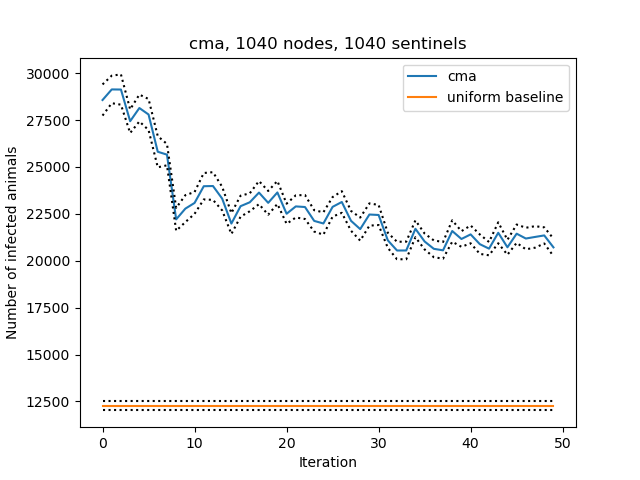 cma, 1040 nodes, 1040 sentinels
cma
uniform baseline
30000
27500
25000
22500
20000
17500
15000
12500
Number of infected animals
0 10 20 30 40 50
Iteration